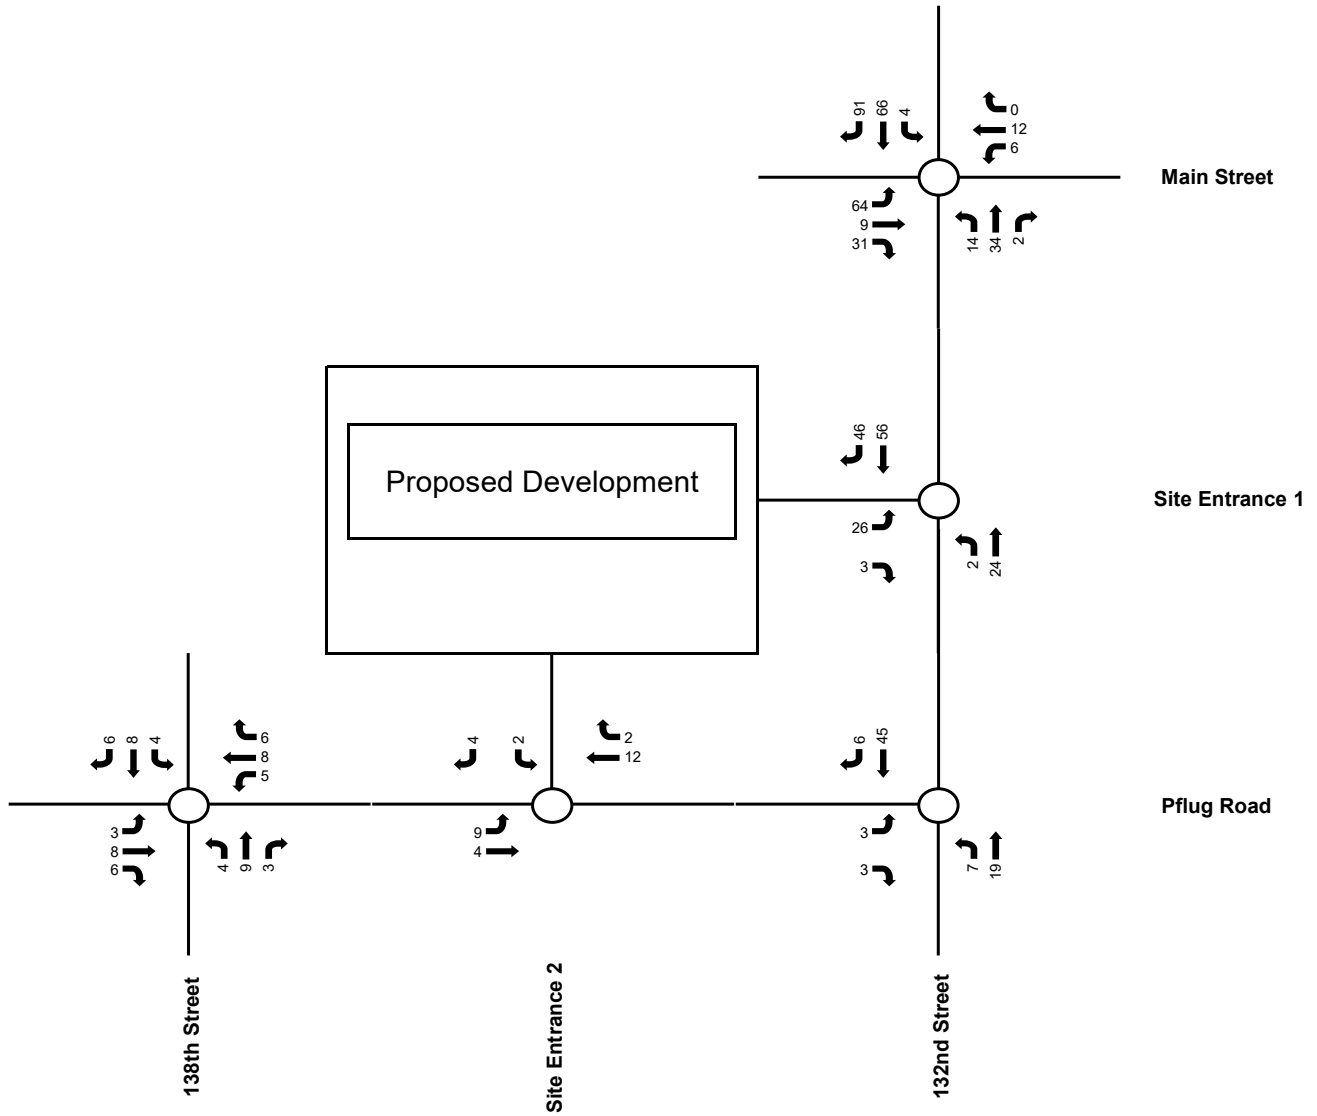 91 66 4
0
12
6
Main Street
64
9
31
14 34 2
Proposed Development
46 56
Site Entrance 1
26
3
2 24
6 8 4
6
8
5
4 2
2
12
6 45
Pflug Road
3
8
6
4 9 3
9
4
3
3
7 19
138th Street
Site Entrance 2
132nd Street